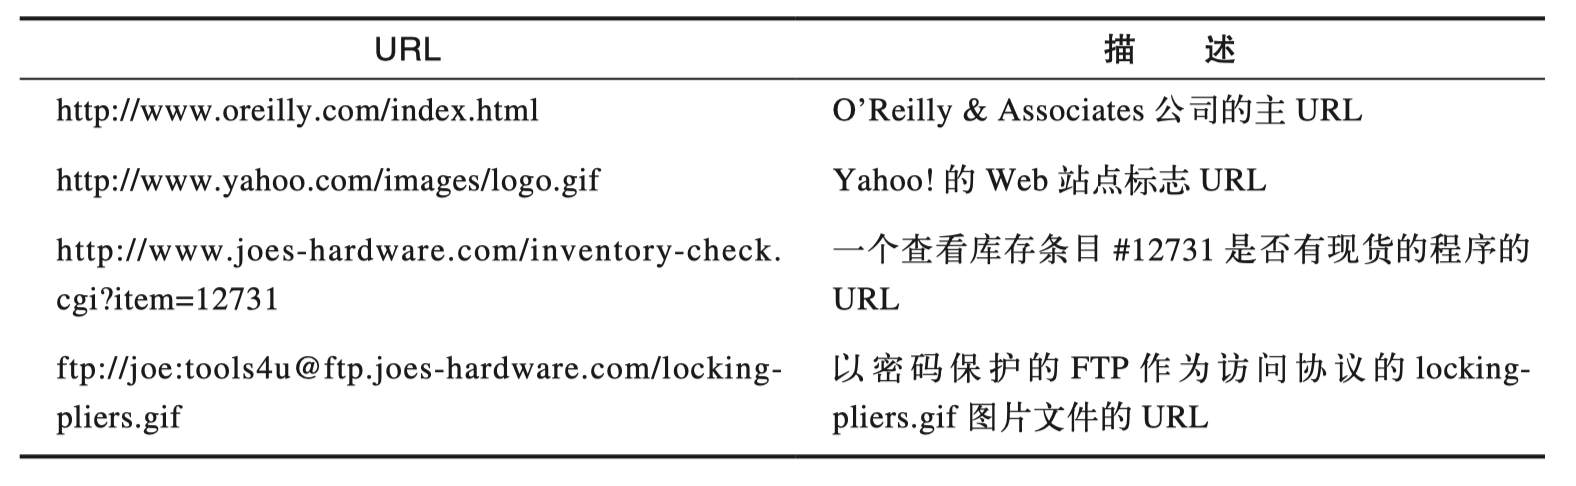 URL 描 述
http://www.oreilly.com/index.html O’Reilly & Associates 公司的主 URL
http://www.yahoo.com/images/logo.gif Yahoo! 的 Web 站点标志 URL
http://www.joes-hardware.com/inventory-check. 一个查看库存条目 #12731 是否有现货的程序的
cgi?item=12731 URL
ftp://joe:tools4u@ftp.joes-hardware.com/locking- 以密码保护的 FTP 作为访问协议的 locking-
pliers.gif pliers.gif 图片文件的 URL